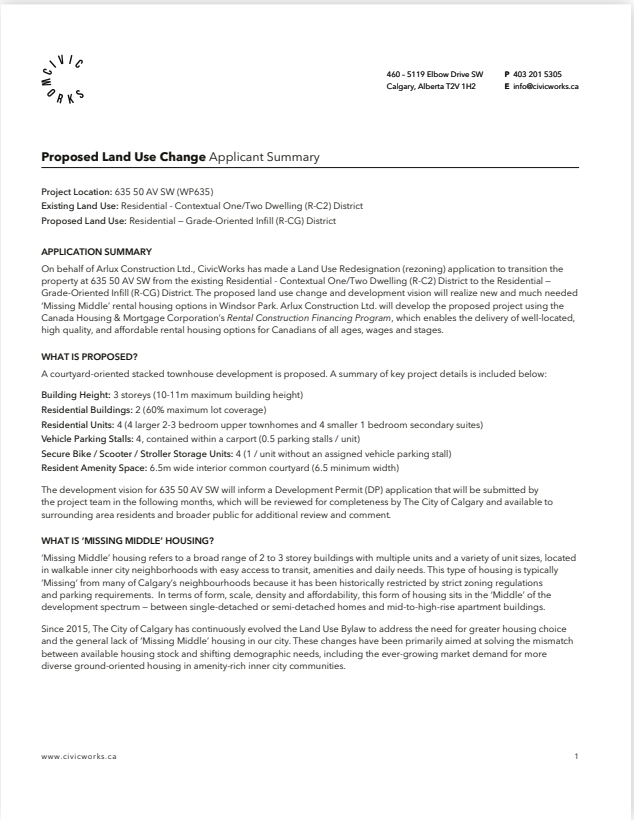 CIVIC
WORKS
460 – 5119 Elbow Drive SW
Calgary, Alberta T2V 1H2
P 403 201 5305
E info@civicworks.ca
Proposed Land Use Change Applicant Summary
Project Location: 635 50 AV SW (WP635)
Existing Land Use: Residential - Contextual One/Two Dwelling (R-C2) District
Proposed Land Use: Residential – Grade-Oriented Infill (R-CG) District
APPLICATION SUMMARY
On behalf of Arlux Construction Ltd., CivicWorks has made a Land Use Redesignation (rezoning) application to transition the
property at 635 50 AV SW from the existing Residential - Contextual One/Two Dwelling (R-C2) District to the Residential –
Grade-Oriented Infill (R-CG) District. The proposed land use change and development vision will realize new and much needed
‘Missing Middle’ rental housing options in Windsor Park. Arlux Construction Ltd. will develop the proposed project using the
Canada Housing & Mortgage Corporation’s Rental Construction Financing Program, which enables the delivery of well-located,
high quality, and affordable rental housing options for Canadians of all ages, wages and stages.
WHAT IS PROPOSED?
A courtyard-oriented stacked townhouse development is proposed. A summary of key project details is included below:
Building Height: 3 storeys (10-11m maximum building height)
Residential Buildings: 2 (60% maximum lot coverage)
Residential Units: 4 (4 larger 2-3 bedroom upper townhomes and 4 smaller 1 bedroom secondary suites)
Vehicle Parking Stalls: 4, contained within a carport (0.5 parking stalls / unit)
Secure Bike / Scooter / Stroller Storage Units: 4 (1 / unit without an assigned vehicle parking stall)
Resident Amenity Space: 6.5m wide interior common courtyard (6.5 minimum width)
The development vision for 635 50 AV SW will inform a Development Permit (DP) application that will be submitted by
the project team in the following months, which will be reviewed for completeness by The City of Calgary and available to
surrounding area residents and broader public for additional review and comment.
WHAT IS ‘MISSING MIDDLE’ HOUSING?
‘Missing Middle’ housing refers to a broad range of 2 to 3 storey buildings with multiple units and a variety of unit sizes, located
in walkable inner city neighborhoods with easy access to transit, amenities and daily needs. This type of housing is typically
‘Missing’ from many of Calgary’s neighbourhoods because it has been historically restricted by strict zoning regulations
and parking requirements. In terms of form, scale, density and affordability, this form of housing sits in the ‘Middle’ of the
development spectrum – between single-detached or semi-detached homes and mid-to-high-rise apartment buildings.
Since 2015, The City of Calgary has continuously evolved the Land Use Bylaw to address the need for greater housing choice
and the general lack of ‘Missing Middle’ housing in our city. These changes have been primarily aimed at solving the mismatch
between available housing stock and shifting demographic needs, including the ever-growing market demand for more
diverse ground-oriented housing in amenity-rich inner city communities.
www.civicworks.ca
1